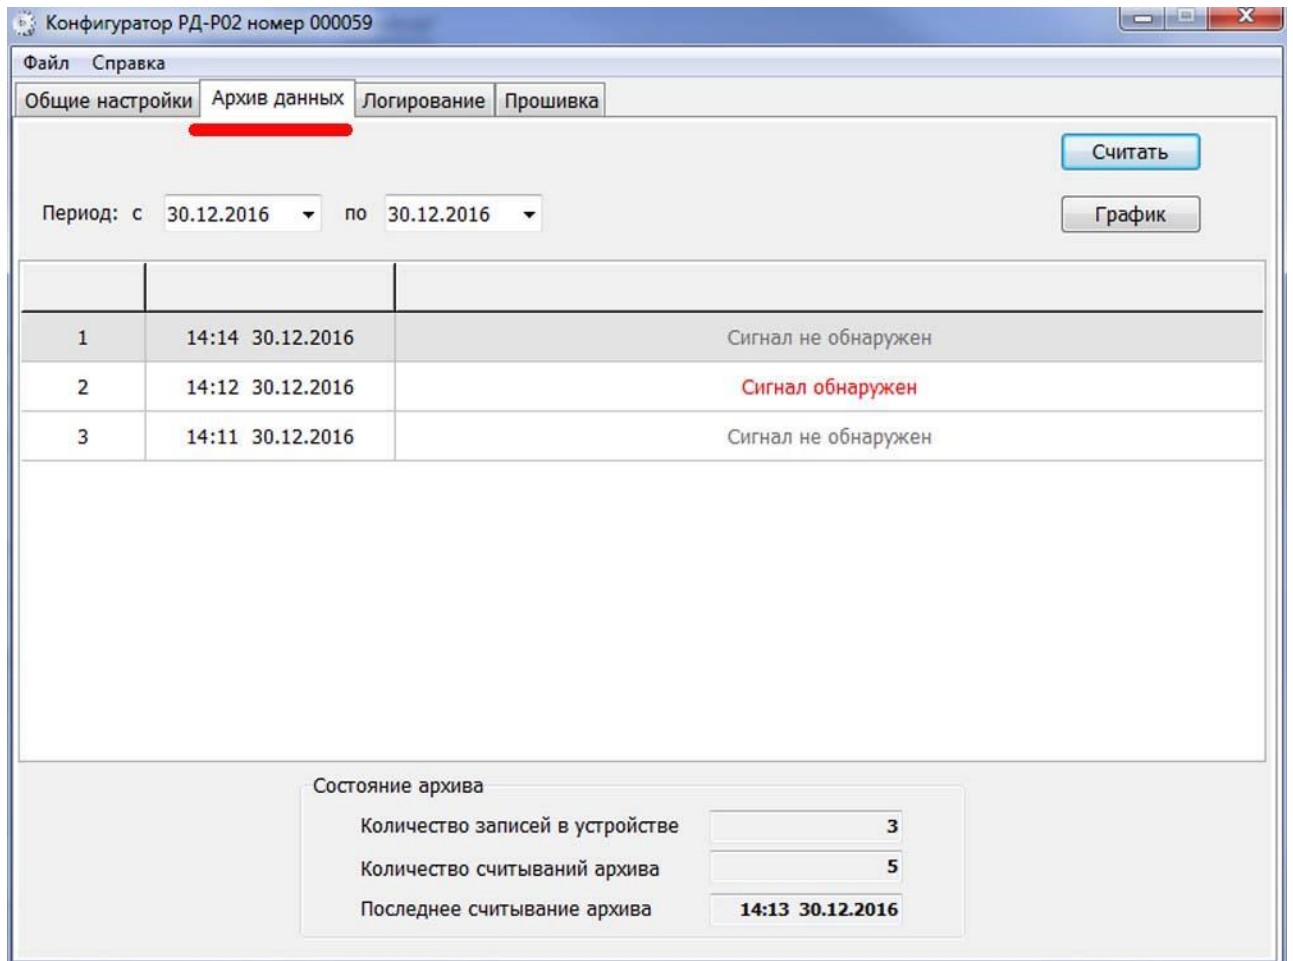 Конфигуратор РД-Р02 номер 000059
Файл Справка
Общие настройки Архив данных Логирование Прошивка
Считать
Период: с 30.12.2016 по 30.12.2016
График
1 14:14 30.12.2016 Сигнал не обнаружен
2 14:12 30.12.2016 Сигнал обнаружен
3 14:11 30.12.2016 Сигнал не обнаружен
Состояние архива
Количество записей в устройстве 3
Количество считываний архива 5
Последнее считывание архива 14:13 30.12.2016